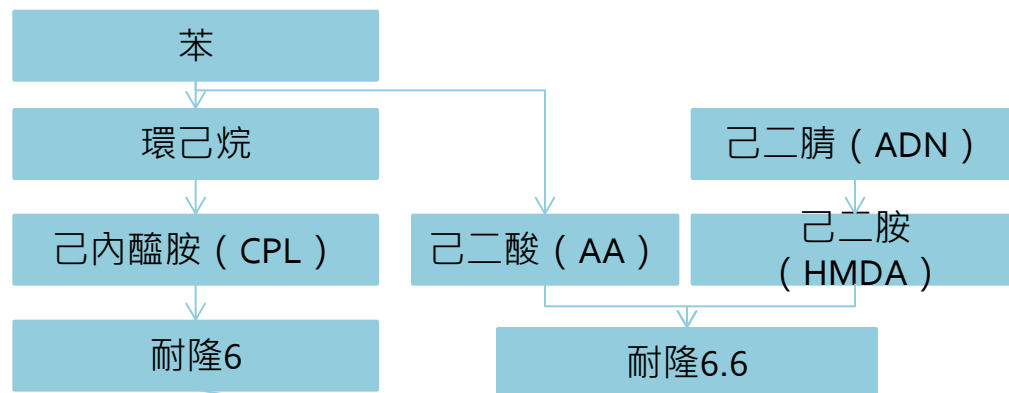 苯
環己烷
己二腈（ADN）
己內醯胺（CPL）
己二酸（AA）
己二胺
（HMDA）
耐隆6
耐隆6.6